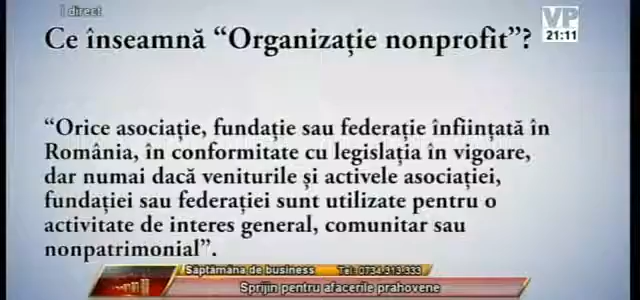 direct
VP
Ce înseamnă “Organizație nonprofit”?
21:11
“Orice asociație, fundație sau federație înființată în
România, în conformitate cu legislația în vigoare,
dar numai dacă veniturile și activele asociației,
fundației sau federației sunt utilizate pentru o
activitate de interes general, comunitar sau
nonpatrimonial”.
Saptamâna de business Tel: 0734-313-333
Sprijin pentru afacerile prahovene